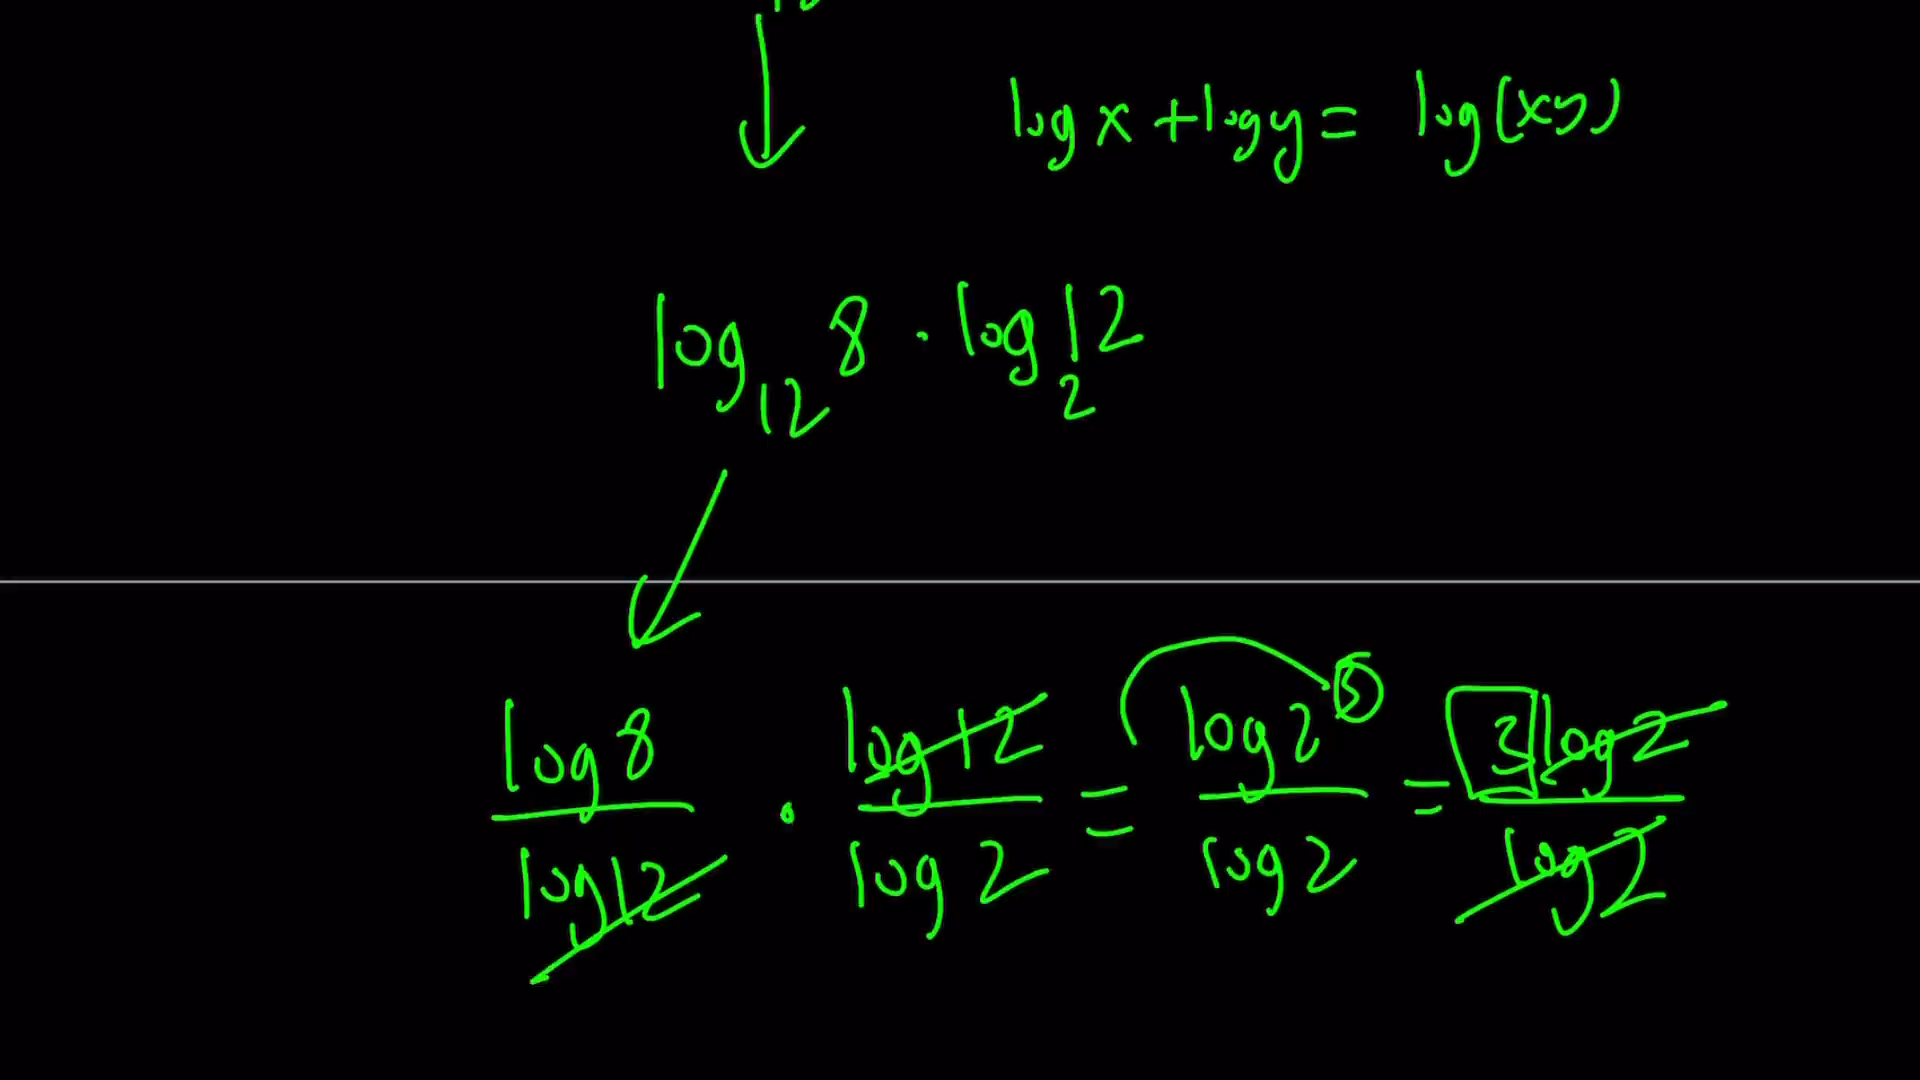 log x + log y = log(xy)
log₁₂ 8 · log₂ 12
log 8 / log 12 · log 12 / log 2 = log 2³ / log 2 = 3 log 2 / log 2